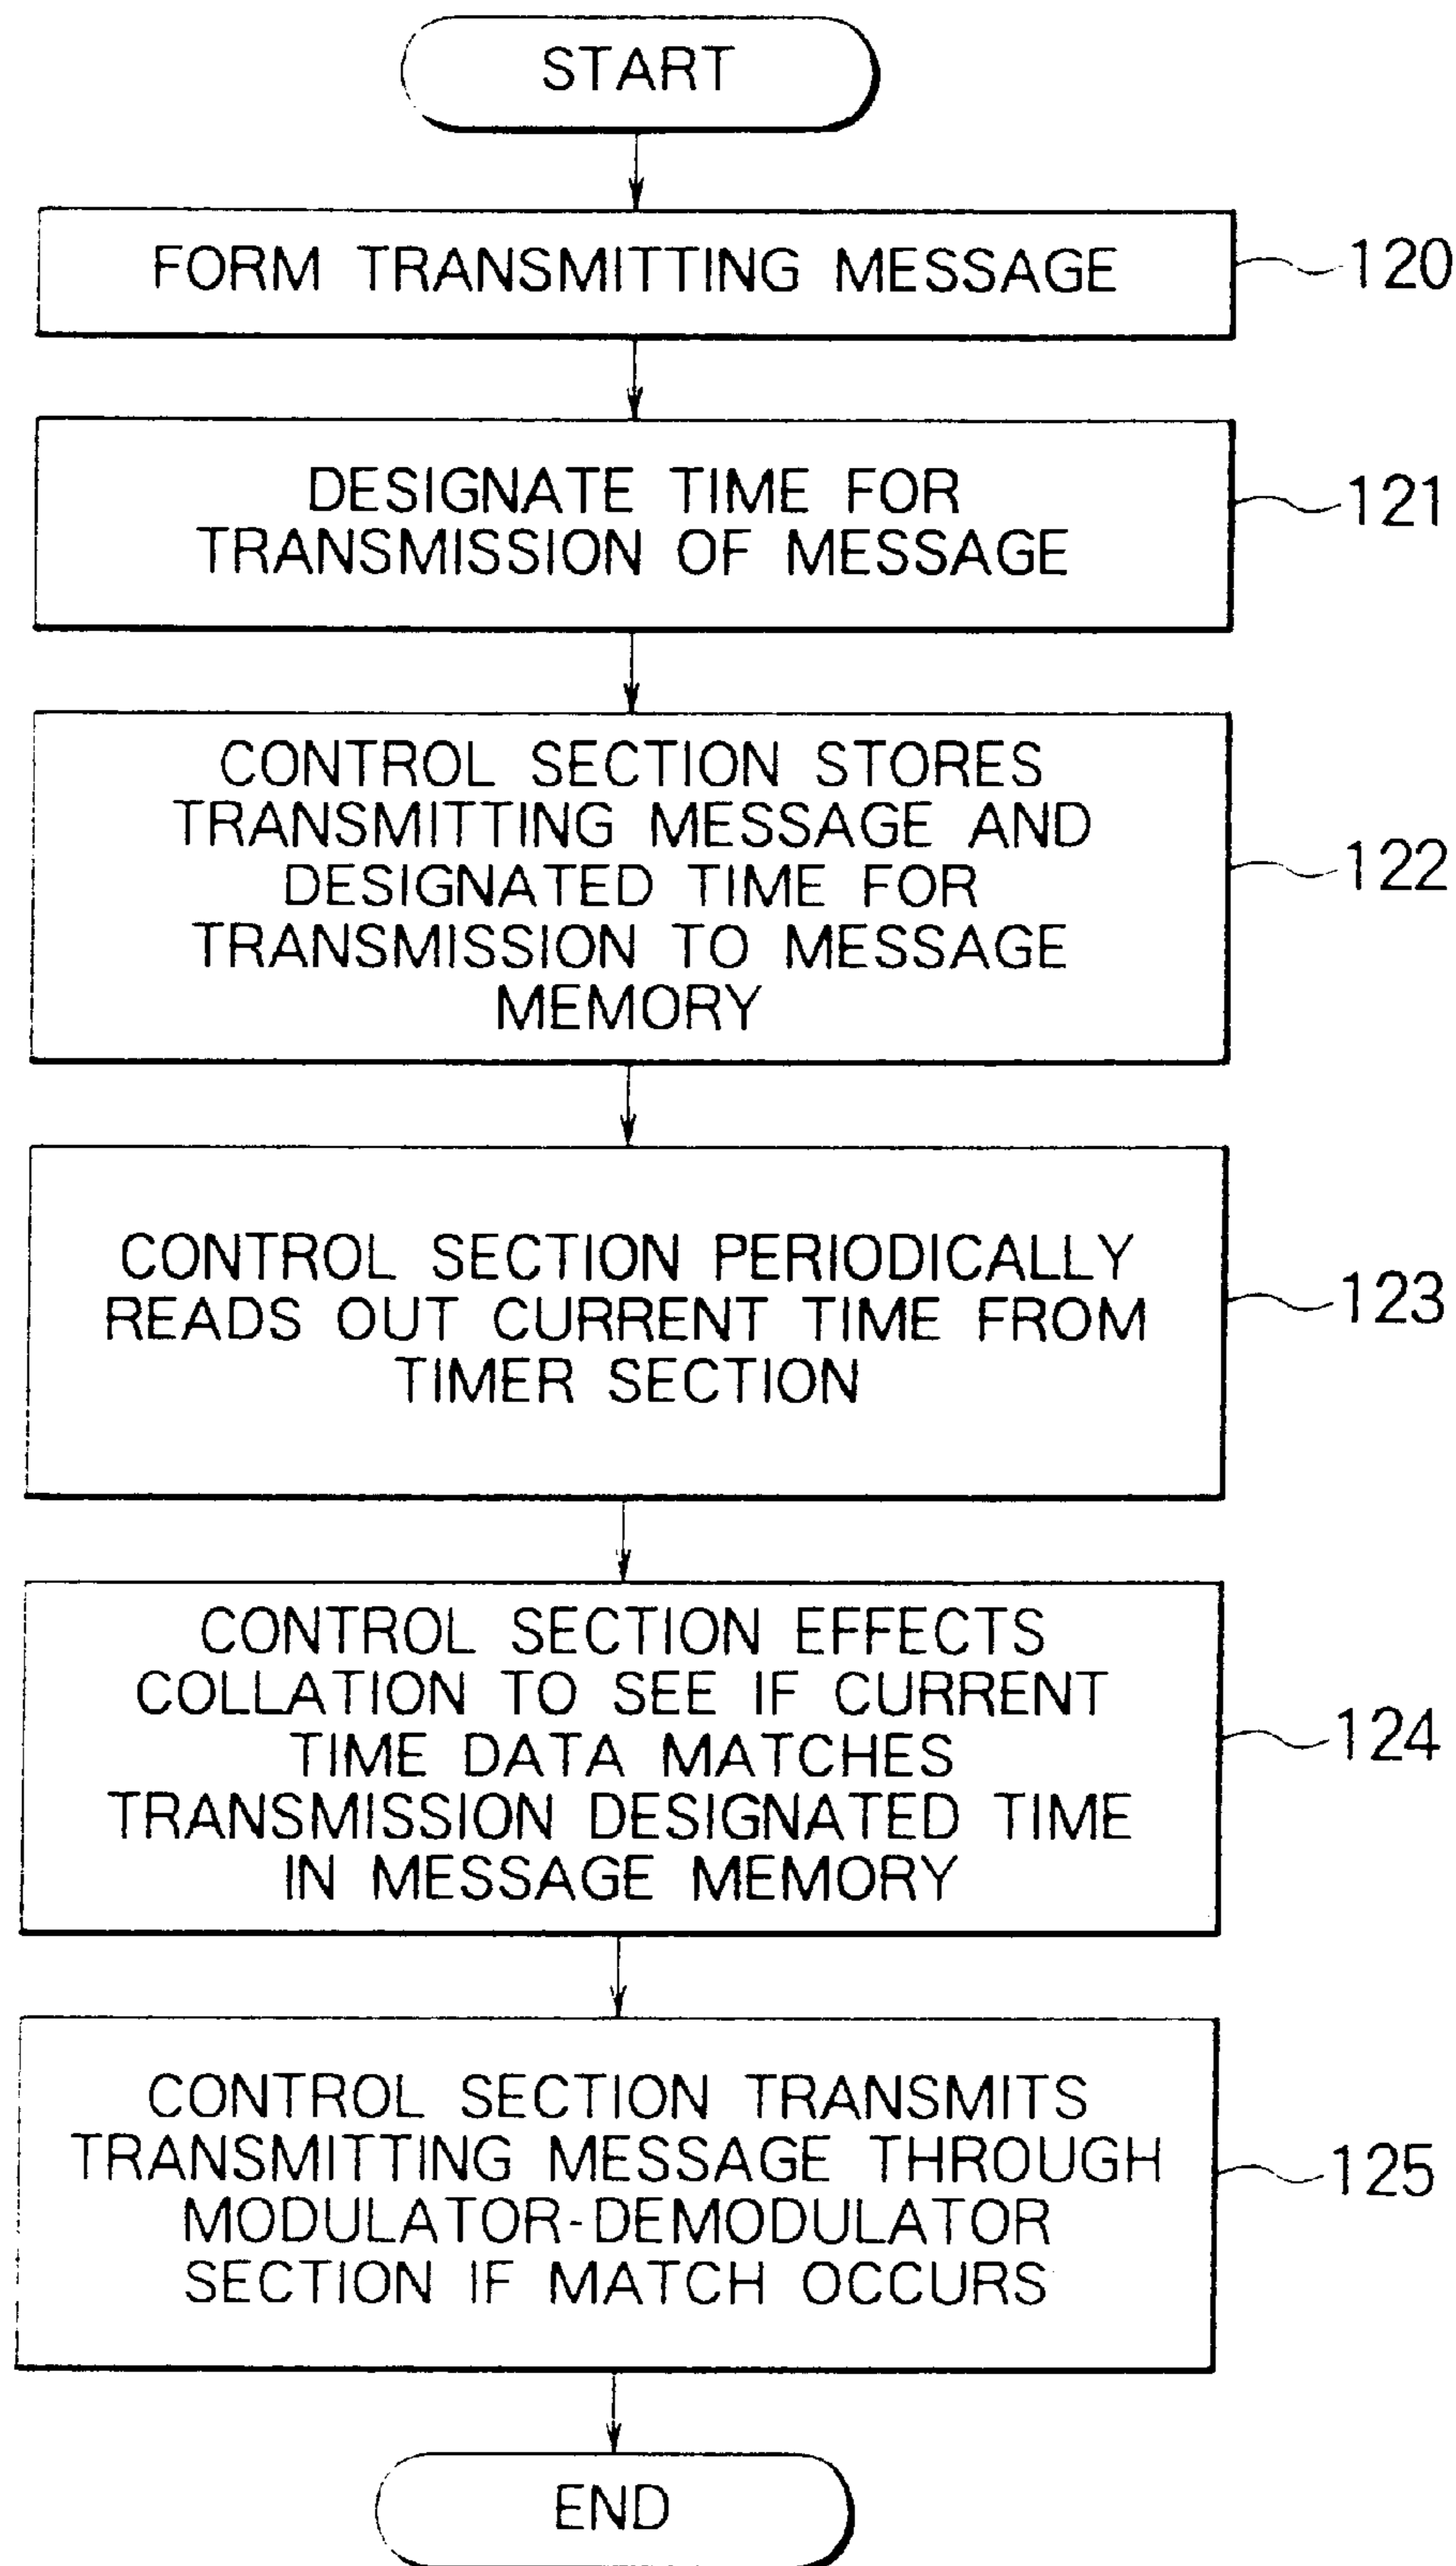 START
FORM TRANSMITTING MESSAGE
120
DESIGNATE TIME FOR
TRANSMISSION OF MESSAGE
121
CONTROL SECTION STORES
TRANSMITTING MESSAGE AND
DESIGNATED TIME FOR
TRANSMISSION TO MESSAGE
MEMORY
122
CONTROL SECTION PERIODICALLY
READS OUT CURRENT TIME FROM
TIMER SECTION
123
CONTROL SECTION EFFECTS
COLLATION TO SEE IF CURRENT
TIME DATA MATCHES
TRANSMISSION DESIGNATED TIME
IN MESSAGE MEMORY
124
CONTROL SECTION TRANSMITS
TRANSMITTING MESSAGE THROUGH
MODULATOR-DEMODULATOR
SECTION IF MATCH OCCURS
125
END